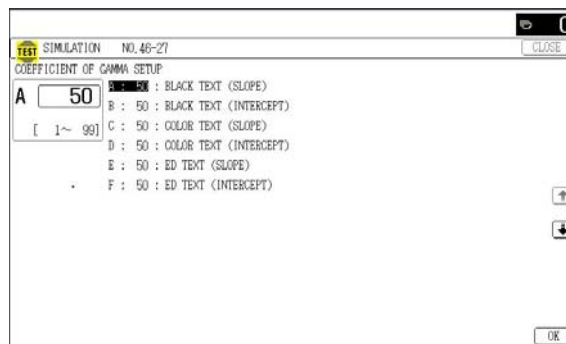 0
TEST SIMULATION NO.46-27
CLOSE
COEFFICIENT OF GAMMA SETUP
A 50
[ 1~ 99]
A : 50 : BLACK TEXT (SLOPE)
B : 50 : BLACK TEXT (INTERCEPT)
C : 50 : COLOR TEXT (SLOPE)
D : 50 : COLOR TEXT (INTERCEPT)
E : 50 : ED TEXT (SLOPE)
F : 50 : ED TEXT (INTERCEPT)
OK